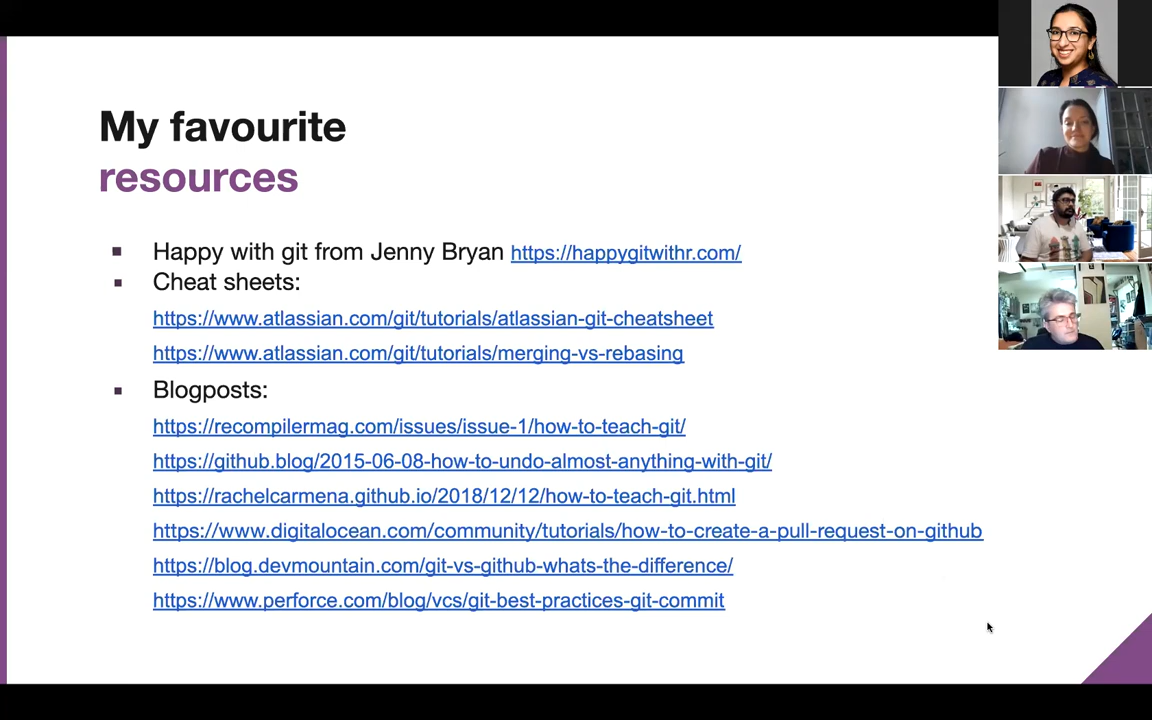 My favourite
resources
Happy with git from Jenny Bryan https://happygitwithr.com/
Cheat sheets:
https://www.atlassian.com/git/tutorials/atlassian-git-cheatsheet
https://www.atlassian.com/git/tutorials/merging-vs-rebasing
Blogposts:
https://recompilermag.com/issues/issue-1/how-to-teach-git/
https://github.blog/2015-06-08-how-to-undo-almost-anything-with-git/
https://rachelcarmena.github.io/2018/12/12/how-to-teach-git.html
https://www.digitalocean.com/community/tutorials/how-to-create-a-pull-request-on-github
https://blog.devmountain.com/git-vs-github-whats-the-difference/
https://www.perforce.com/blog/vcs/git-best-practices-git-commit